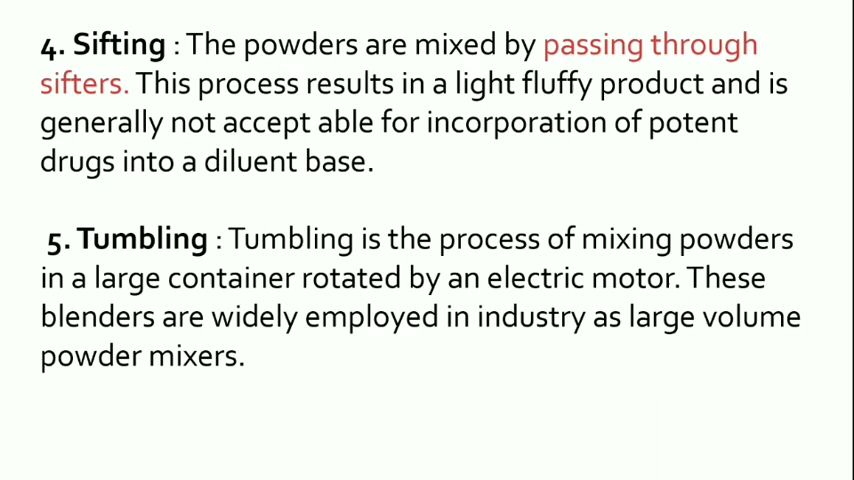 4. Sifting : The powders are mixed by passing through
sifters. This process results in a light fluffy product and is
generally not accept able for incorporation of potent
drugs into a diluent base.
5. Tumbling : Tumbling is the process of mixing powders
in a large container rotated by an electric motor. These
blenders are widely employed in industry as large volume
powder mixers.